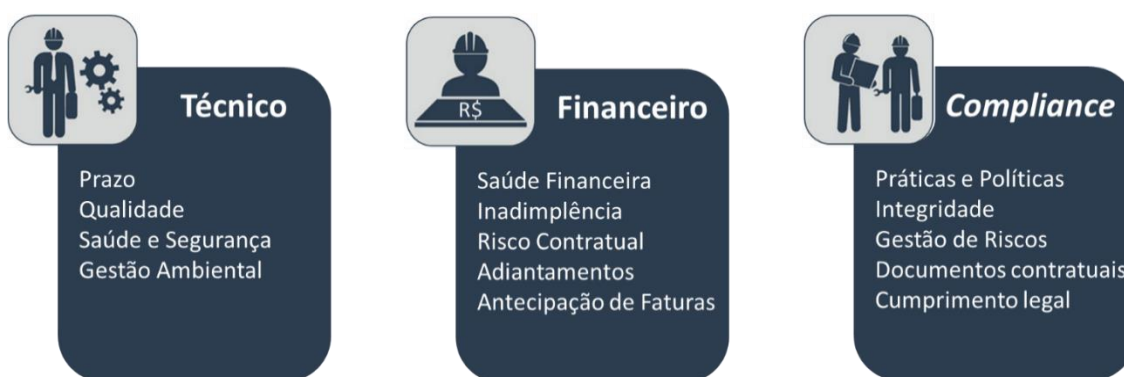 Técnico
Prazo
Qualidade
Saúde e Segurança
Gestão Ambiental
R$
Financeiro
Saúde Financeira
Inadimplência
Risco Contratual
Adiantamentos
Antecipação de Faturas
Compliance
Práticas e Políticas
Integridade
Gestão de Riscos
Documentos contratuais
Cumprimento legal